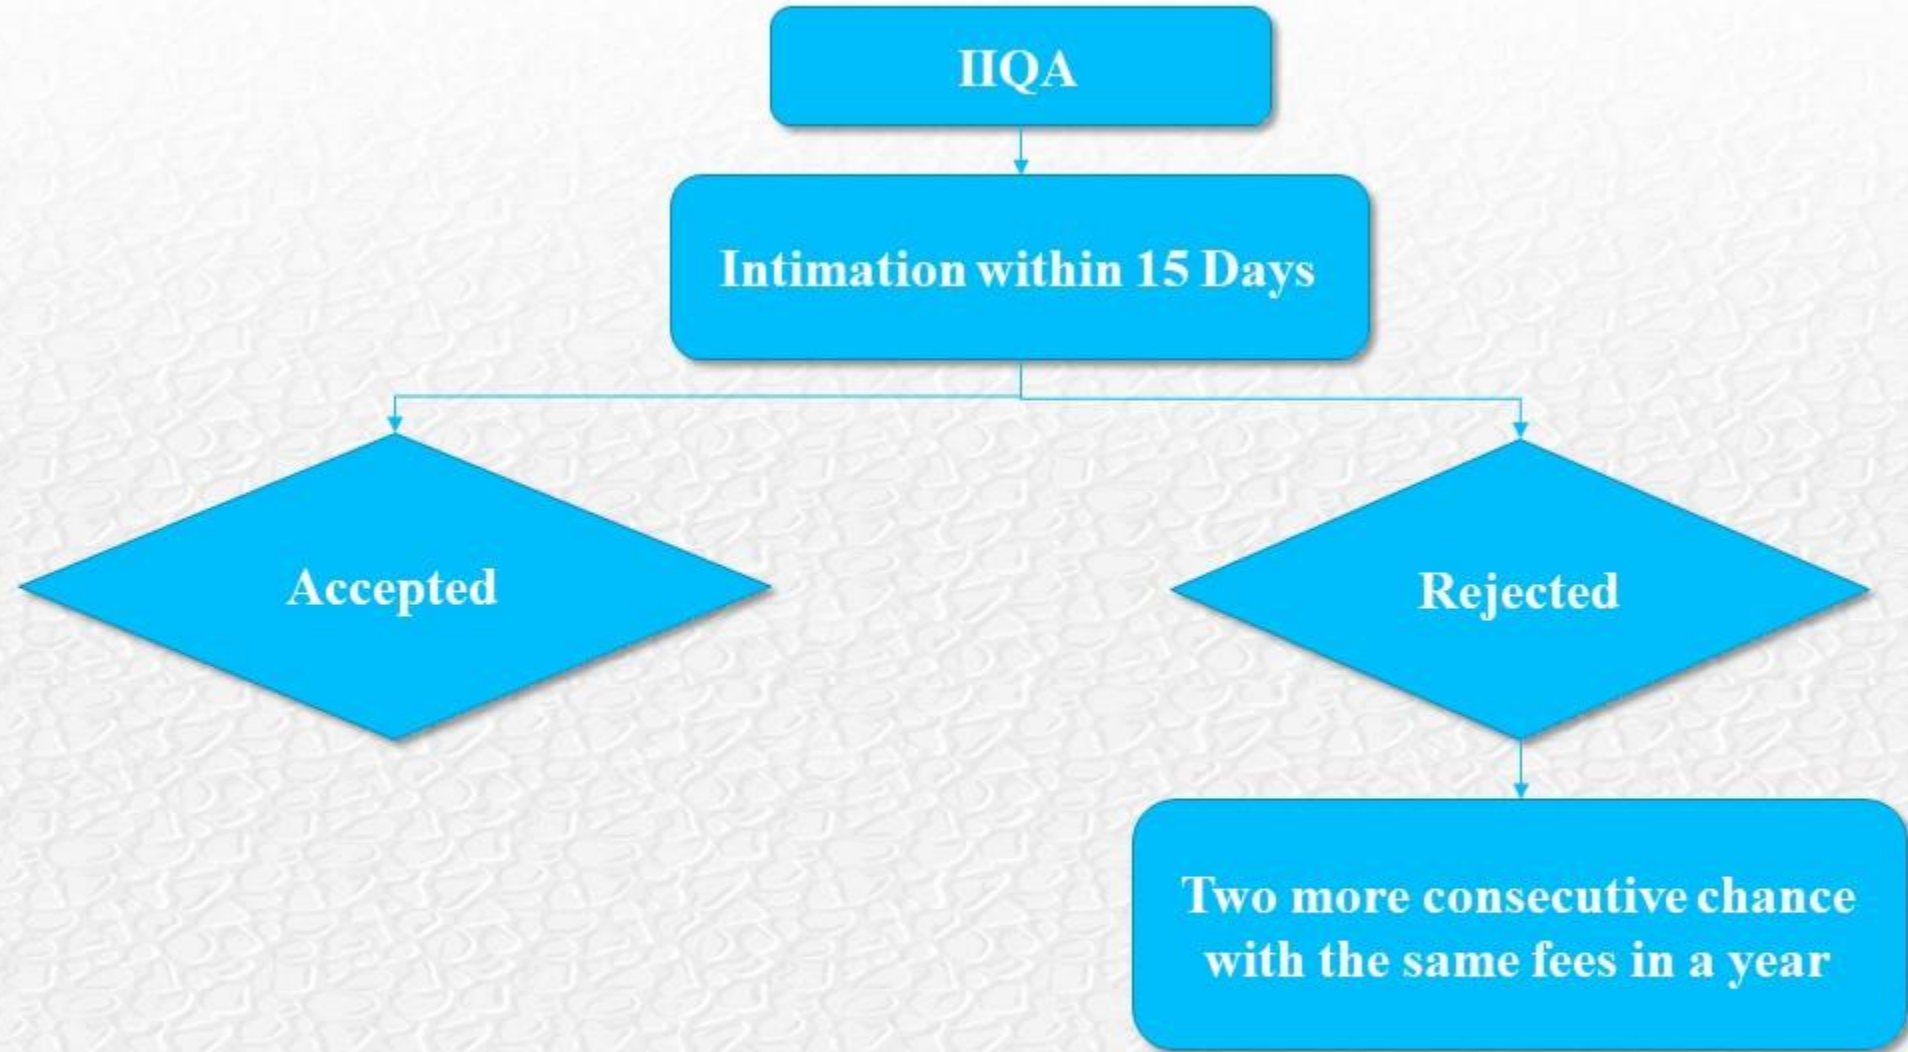 IIQA
Intimation within 15 Days
Accepted
Rejected
Two more consecutive chance
with the same fees in a year